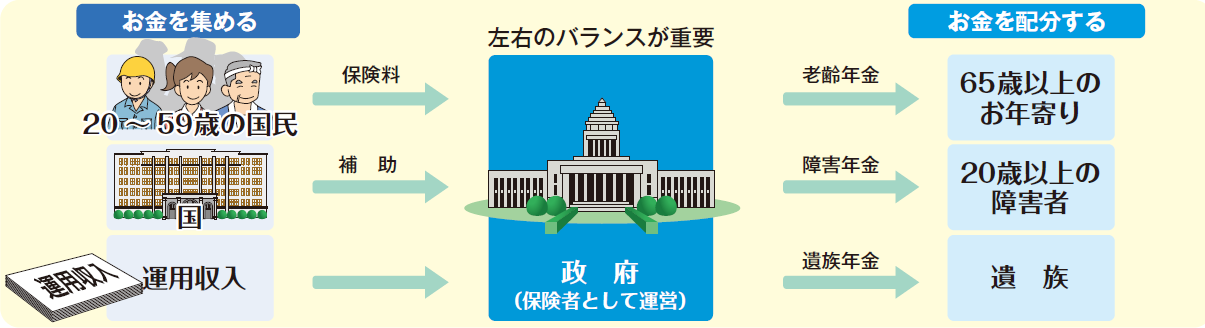 お金を集める
20～59歳の国民
国
運用収入
運用収入
保険料
補　助
左右のバランスが重要
政　府
（保険者として運営）
老齢年金
障害年金
遺族年金
お金を配分する
65歳以上の
お年寄り
20歳以上の
障害者
遺　族